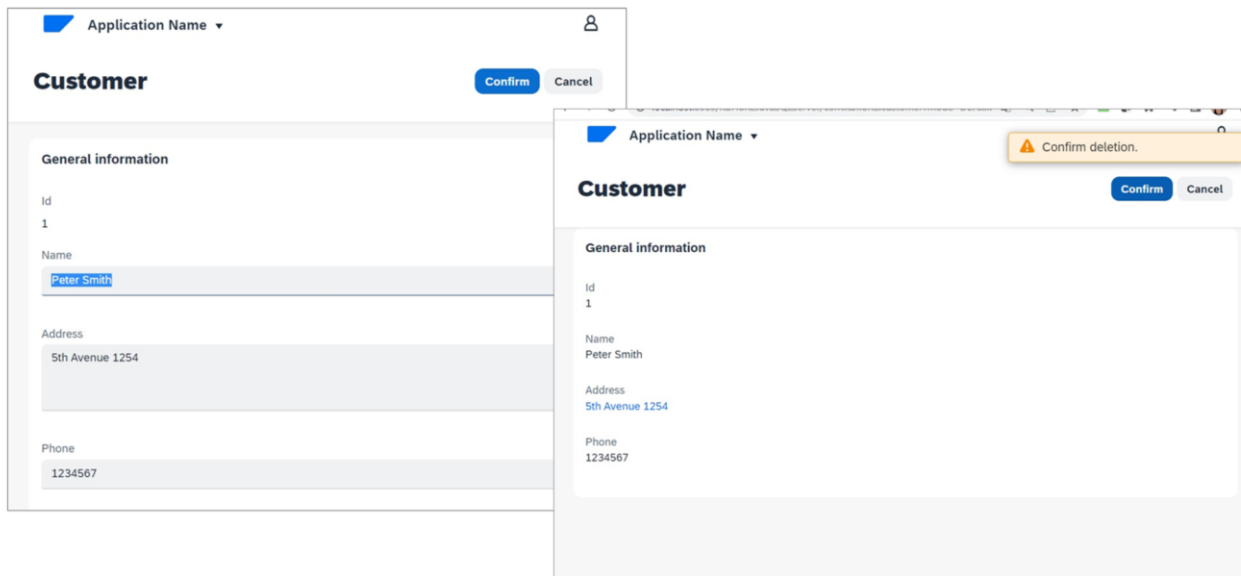 Application Name
Customer
Confirm Cancel
General information
Id
1
Name
Peter Smith
Address
5th Avenue 1254
Phone
1234567
Application Name
Confirm deletion.
Customer
Confirm Cancel
General information
Id
1
Name
Peter Smith
Address
5th Avenue 1254
Phone
1234567